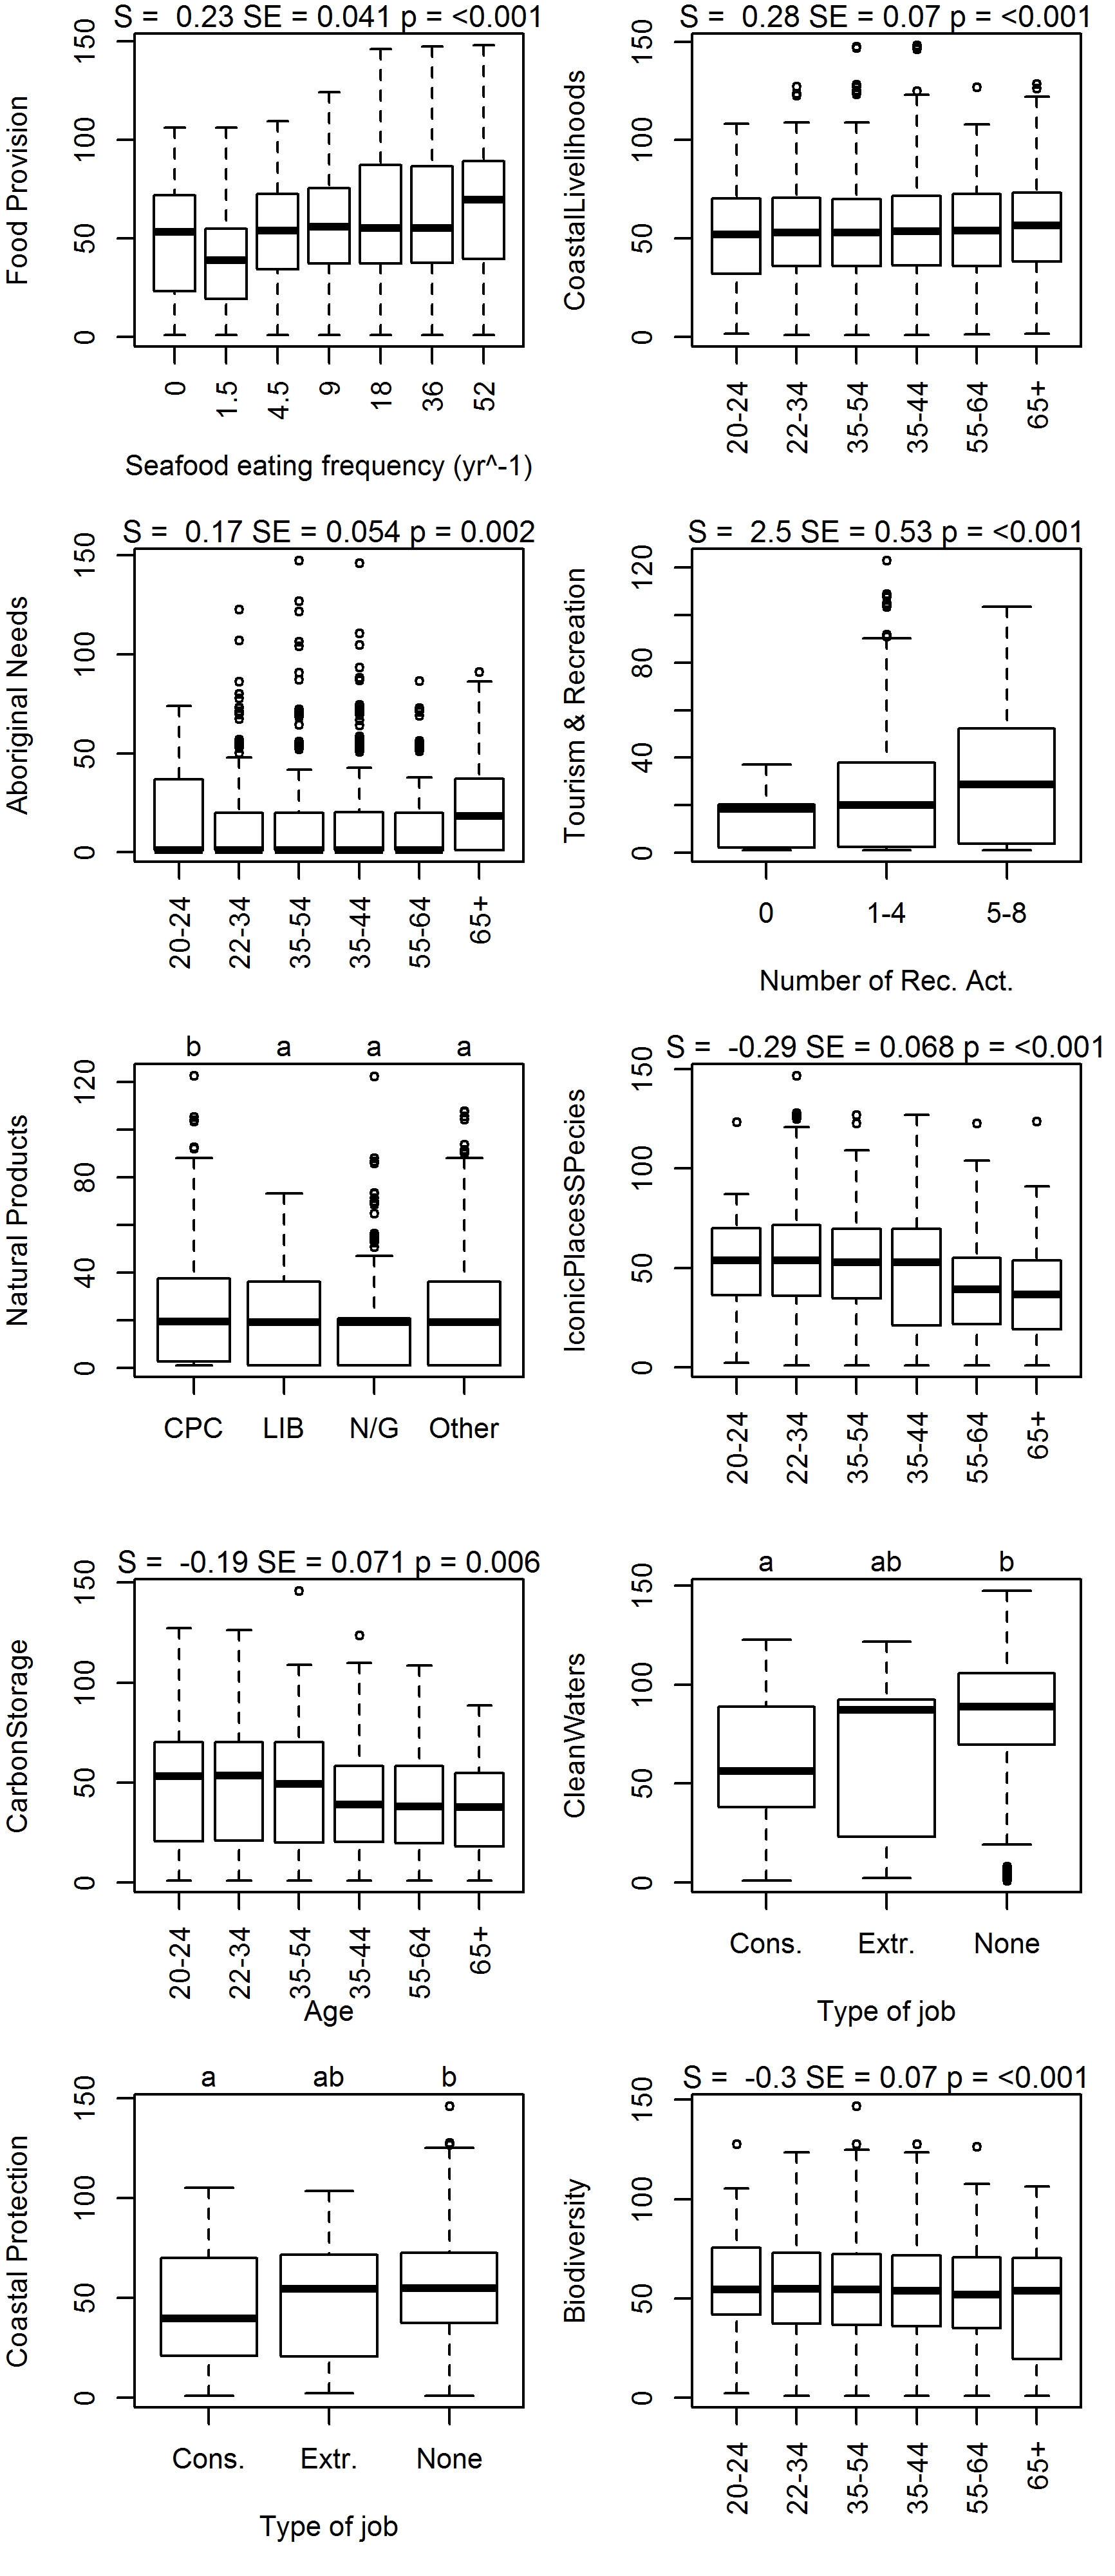 S =  0.23 SE = 0.041 p = <0.001
Food Provision
0 50 100 150
0 1.5 4.5 9 18 36 52
Seafood eating frequency (yr^-1)
S =  0.28 SE = 0.07 p = <0.001
CoastalLivelihoods
0 50 100 150
20-24 22-34 35-54 35-44 55-64 65+
S =  0.17 SE = 0.054 p = 0.002
Aboriginal Needs
0 50 100 150
20-24 22-34 35-54 35-44 55-64 65+
S =  2.5 SE = 0.53 p = <0.001
Tourism & Recreation
0 40 80 120
0 1-4 5-8
Number of Rec. Act.
b a a a
Natural Products
0 40 80 120
CPC LIB N/G Other
S =  -0.29 SE = 0.068 p = <0.001
IconicPlacesSPecies
0 50 100 150
20-24 22-34 35-54 35-44 55-64 65+
S =  -0.19 SE = 0.071 p = 0.006
CarbonStorage
0 50 100 150
20-24 22-34 35-54 35-44 55-64 65+
Age
a ab b
CleanWaters
0 50 100 150
Cons. Extr. None
Type of job
a ab b
Coastal Protection
0 50 100 150
Cons. Extr. None
Type of job
S =  -0.3 SE = 0.07 p = <0.001
Biodiversity
0 50 100 150
20-24 22-34 35-54 35-44 55-64 65+